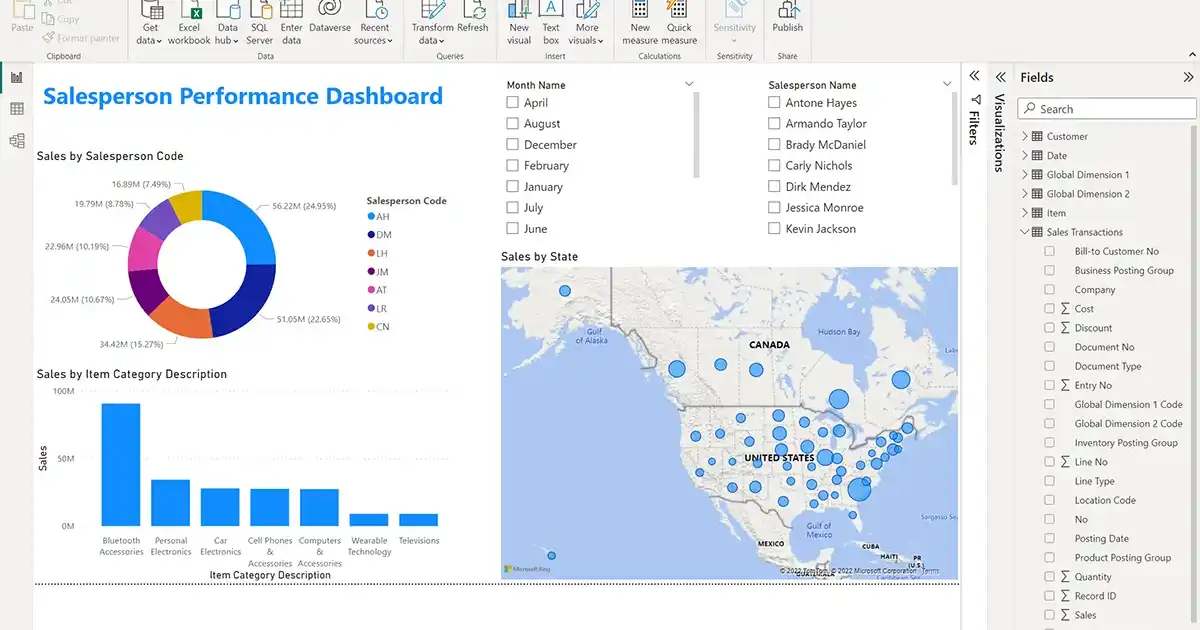 Cut
Copy
Format painter
Paste
Clipboard
Get data
Excel workbook
Data hub
SQL Server
Enter data
Dataverse
Recent sources
Data
Transform data
Refresh
Queries
New visual
Text box
More visuals
Insert
New measure
Quick measure
Calculations
Sensitivity
Sensitivity
Publish
Share
Salesperson Performance Dashboard
Sales by Salesperson Code
16.89M (7.49%)
19.79M (8.78%)
22.96M (10.19%)
24.05M (10.67%)
34.42M (15.27%)
56.22M (24.95%)
51.05M (22.65%)
Salesperson Code
AH
DM
LH
JM
AT
LR
CN
Sales by Item Category Description
100M
50M
0M
Sales
Bluetooth Accessories
Personal Electronics
Car Electronics
Cell Phones & Accessories
Computers & Accessories
Wearable Technology
Televisions
Item Category Description
Month Name
April
August
December
February
January
July
June
Salesperson Name
Antone Hayes
Armando Taylor
Brady McDaniel
Carly Nichols
Dirk Mendez
Jessica Monroe
Kevin Jackson
Sales by State
Gulf of Alaska
CANADA
Hudson Bay
Lab
UNITED STATES
Sargasso Se
Gulf of Mexico
MEXICO
CUBA
HAITI
PR (U.S.)
GUATEMALA
Caribbean Sea
Microsoft Bing
© 2022 TomTom, © 2022 Microsoft Corporation Terms
Filters
Visualizations
Fields
Search
Customer
Date
Global Dimension 1
Global Dimension 2
Item
Sales Transactions
Bill-to Customer No
Business Posting Group
Company
Cost
Discount
Document No
Document Type
Entry No
Global Dimension 1 Code
Global Dimension 2 Code
Inventory Posting Group
Line No
Line Type
Location Code
No
Posting Date
Product Posting Group
Quantity
Record ID
Sales